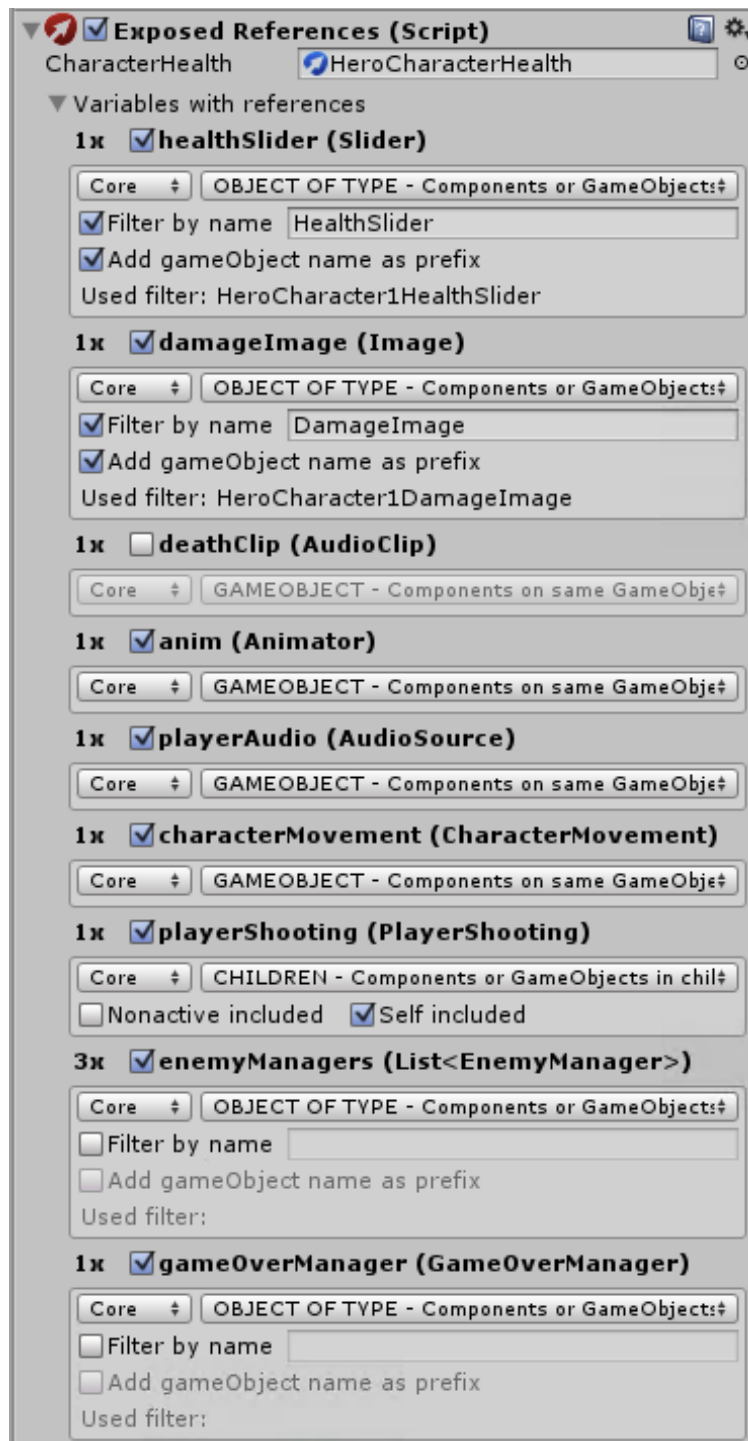 Exposed References (Script)
CharacterHealth HeroCharacterHealth
Variables with references
1x healthSlider (Slider)
Core OBJECT OF TYPE - Components or GameObjects
Filter by name HealthSlider
Add gameObject name as prefix
Used filter: HeroCharacter1HealthSlider
1x damageImage (Image)
Core OBJECT OF TYPE - Components or GameObjects
Filter by name DamageImage
Add gameObject name as prefix
Used filter: HeroCharacter1DamageImage
1x deathClip (AudioClip)
Core GAMEOBJECT - Components on same GameObje
1x anim (Animator)
Core GAMEOBJECT - Components on same GameObje
1x playerAudio (AudioSource)
Core GAMEOBJECT - Components on same GameObje
1x characterMovement (CharacterMovement)
Core GAMEOBJECT - Components on same GameObje
1x playerShooting (PlayerShooting)
Core CHILDREN - Components or GameObjects in chil
Nonactive included Self included
3x enemyManagers (List<EnemyManager>)
Core OBJECT OF TYPE - Components or GameObjects
Filter by name
Add gameObject name as prefix
Used filter:
1x gameOverManager (GameOverManager)
Core OBJECT OF TYPE - Components or GameObjects
Filter by name
Add gameObject name as prefix
Used filter: